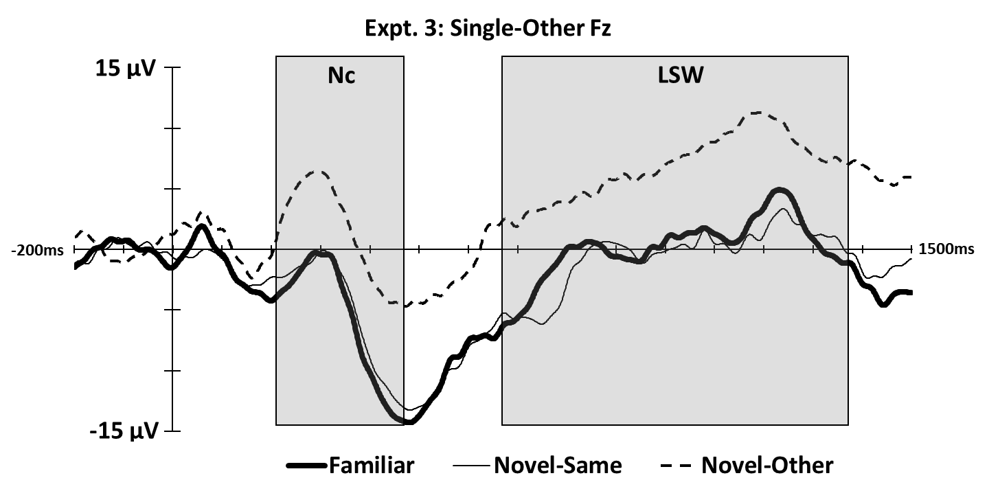 Expt. 3: Single-Other Fz
15 µV
Nc
LSW
-200ms
1500ms
-15 µV
Familiar
Novel-Same
Novel-Other